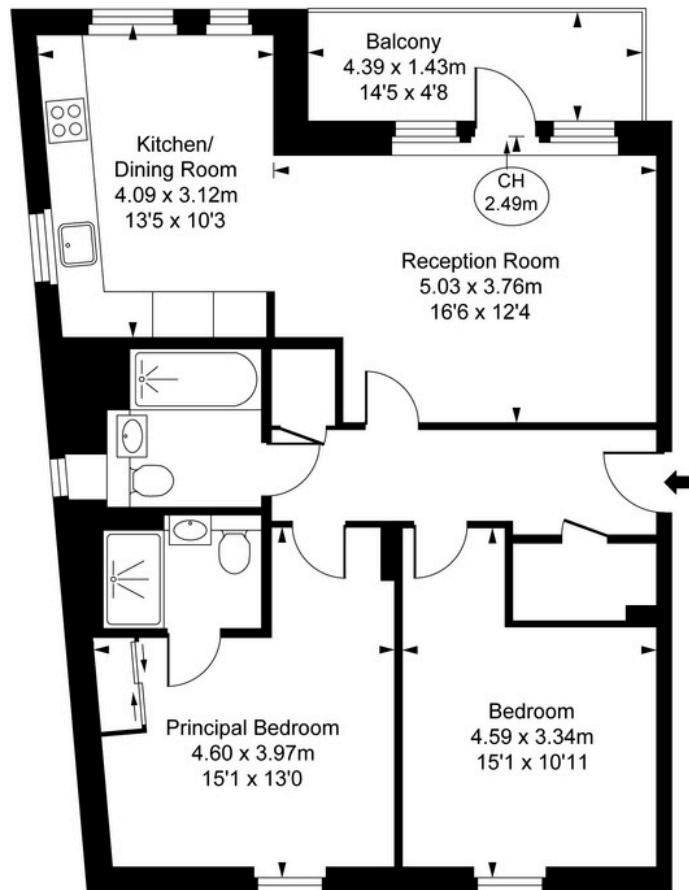 Balcony
4.39 x 1.43m
14'5 x 4'8
Kitchen/
Dining Room
4.09 x 3.12m
13'5 x 10'3
CH
2.49m
Reception Room
5.03 x 3.76m
16'6 x 12'4
Principal Bedroom
4.60 x 3.97m
15'1 x 13'0
Bedroom
4.59 x 3.34m
15'1 x 10'11